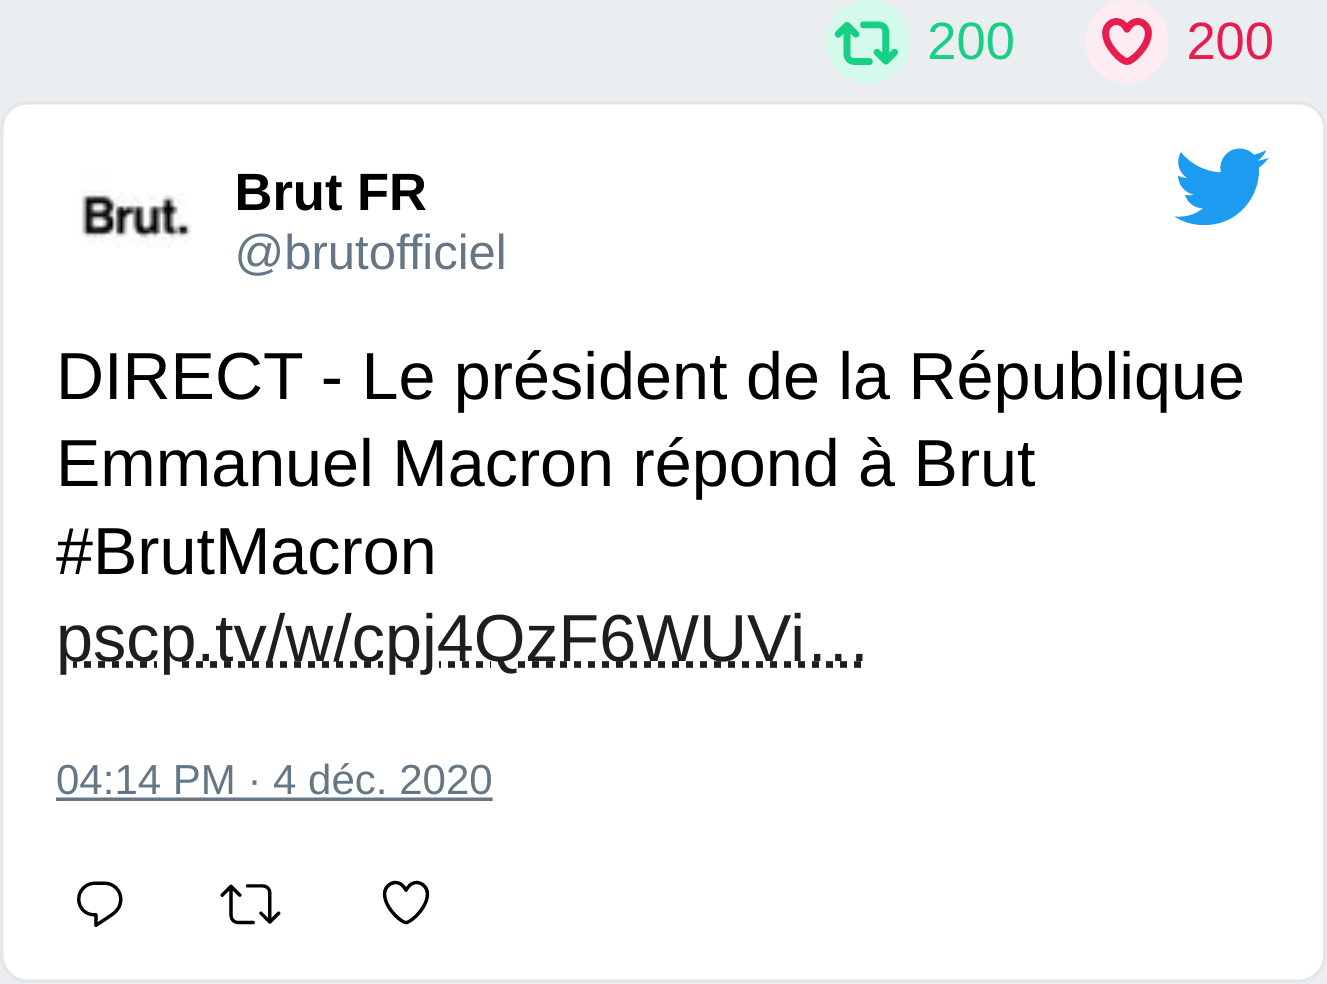 200 200
Brut.
Brut FR
@brutofficiel
DIRECT - Le président de la République
Emmanuel Macron répond à Brut
#BrutMacron
pscp.tv/w/cpj4QzF6WUVi…
04:14 PM · 4 déc. 2020